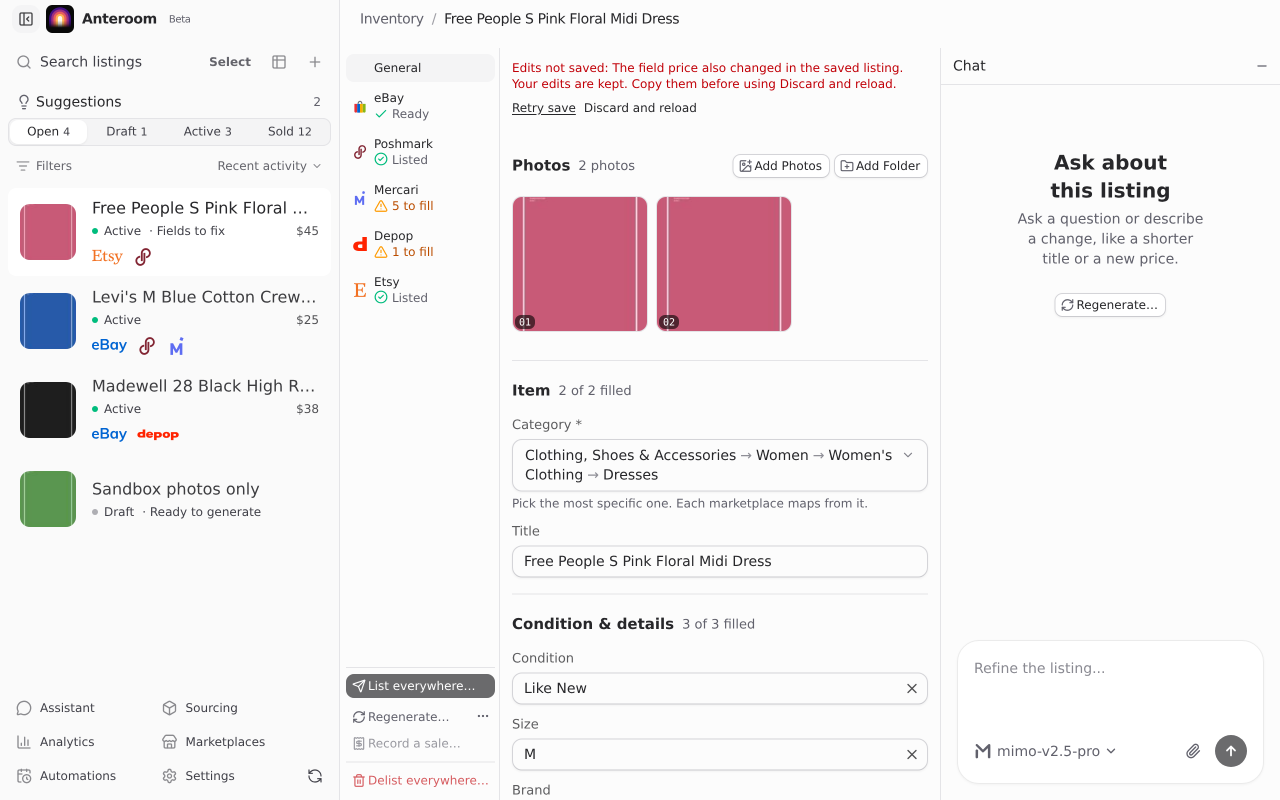 Anteroom Beta
Search listings Select
Suggestions 2
Open 4 Draft 1 Active 3 Sold 12
Filters Recent activity
Free People S Pink Floral ...
Active · Fields to fix $45
Etsy
Levi's M Blue Cotton Crew...
Active $25
eBay
Madewell 28 Black High R...
Active $38
eBay depop
Sandbox photos only
Draft · Ready to generate
Assistant Sourcing
Analytics Marketplaces
Automations Settings
Inventory / Free People S Pink Floral Midi Dress
General
eBay
Ready
Poshmark
Listed
Mercari
5 to fill
Depop
1 to fill
Etsy
Listed
List everywhere...
Regenerate...
Record a sale...
Delist everywhere...
Edits not saved: The field price also changed in the saved listing.
Your edits are kept. Copy them before using Discard and reload.
Retry save Discard and reload
Photos 2 photos Add Photos Add Folder
01 02
Item 2 of 2 filled
Category *
Clothing, Shoes & Accessories → Women → Women's
Clothing → Dresses
Pick the most specific one. Each marketplace maps from it.
Title
Free People S Pink Floral Midi Dress
Condition & details 3 of 3 filled
Condition
Like New
Size
M
Brand
Chat
Ask about
this listing
Ask a question or describe
a change, like a shorter
title or a new price.
Regenerate...
Refine the listing...
mimo-v2.5-pro